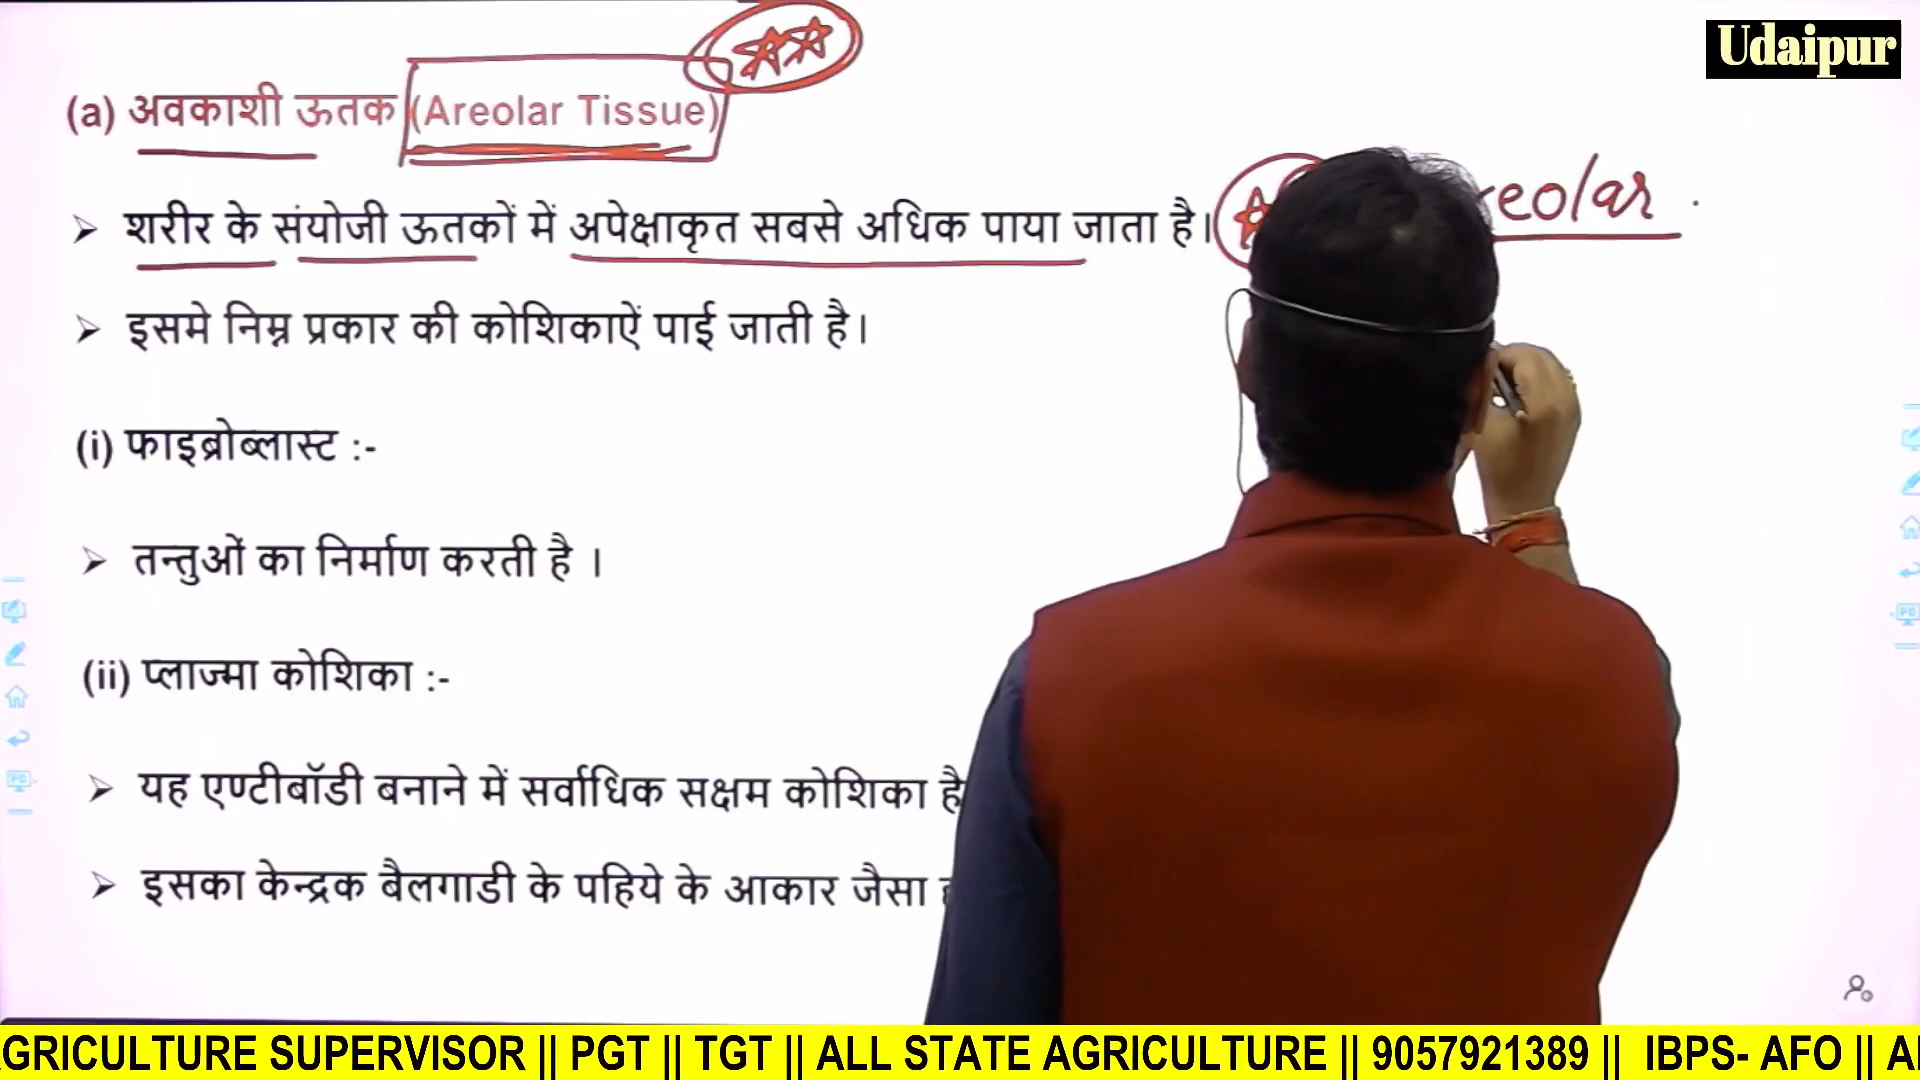 Udaipur
(a) अवकाशी ऊतक (Areolar Tissue)
➢ शरीर के संयोजी ऊतकों में अपेक्षाकृत सबसे अधिक पाया जाता है।
reolar
➢ इसमे निम्न प्रकार की कोशिकाऐं पाई जाती है।
(i) फाइब्रोब्लास्ट :-
➢ तन्तुओं का निर्माण करती है ।
(ii) प्लाज्मा कोशिका :-
➢ यह एण्टीबॉडी बनाने में सर्वाधिक सक्षम कोशिका है
➢ इसका केन्द्रक बैलगाडी के पहिये के आकार जैसा
GRICULTURE SUPERVISOR || PGT || TGT || ALL STATE AGRICULTURE || 9057921389 || IBPS- AFO ||